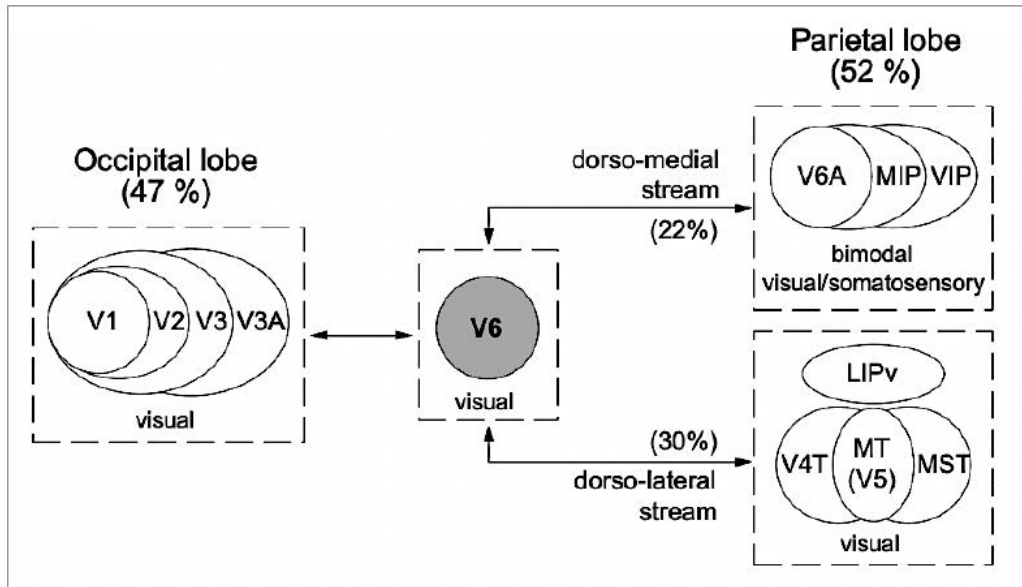 Occipital lobe
(47 %)
V1 V2 V3 V3A
visual
V6
visual
dorso-medial
stream
(22%)
Parietal lobe
(52 %)
V6A MIP VIP
bimodal
visual/somatosensory
(30%)
dorso-lateral
stream
LIPv
V4T MT MST
(V5)
visual